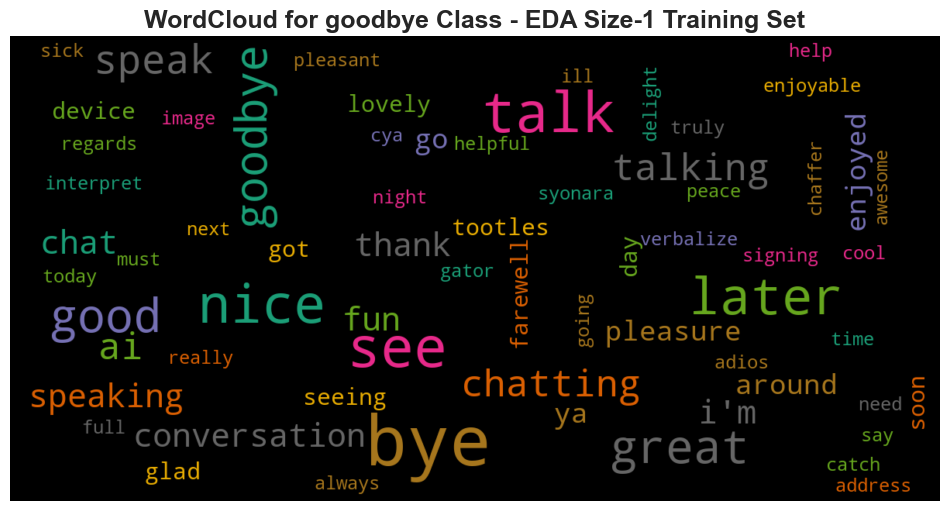 WordCloud for goodbye Class - EDA Size-1 Training Set
sick
speak
goodbye
pleasant
ill
help
talk
delight
enjoyable
device
image
lovely
cya
go
helpful
truly
regards
talking
chaffer
enjoyed
awesome
interpret
night
syonara
peace
next
tootles
verbalize
chat
must
got
thank
gator
farewell
day
signing
cool
today
good
nice
fun
see
going
later
pleasure
time
ai
really
adios
speaking
seeing
chatting
around
soon
full
conversation
bye
ya
i'm
need
great
say
glad
always
catch
address